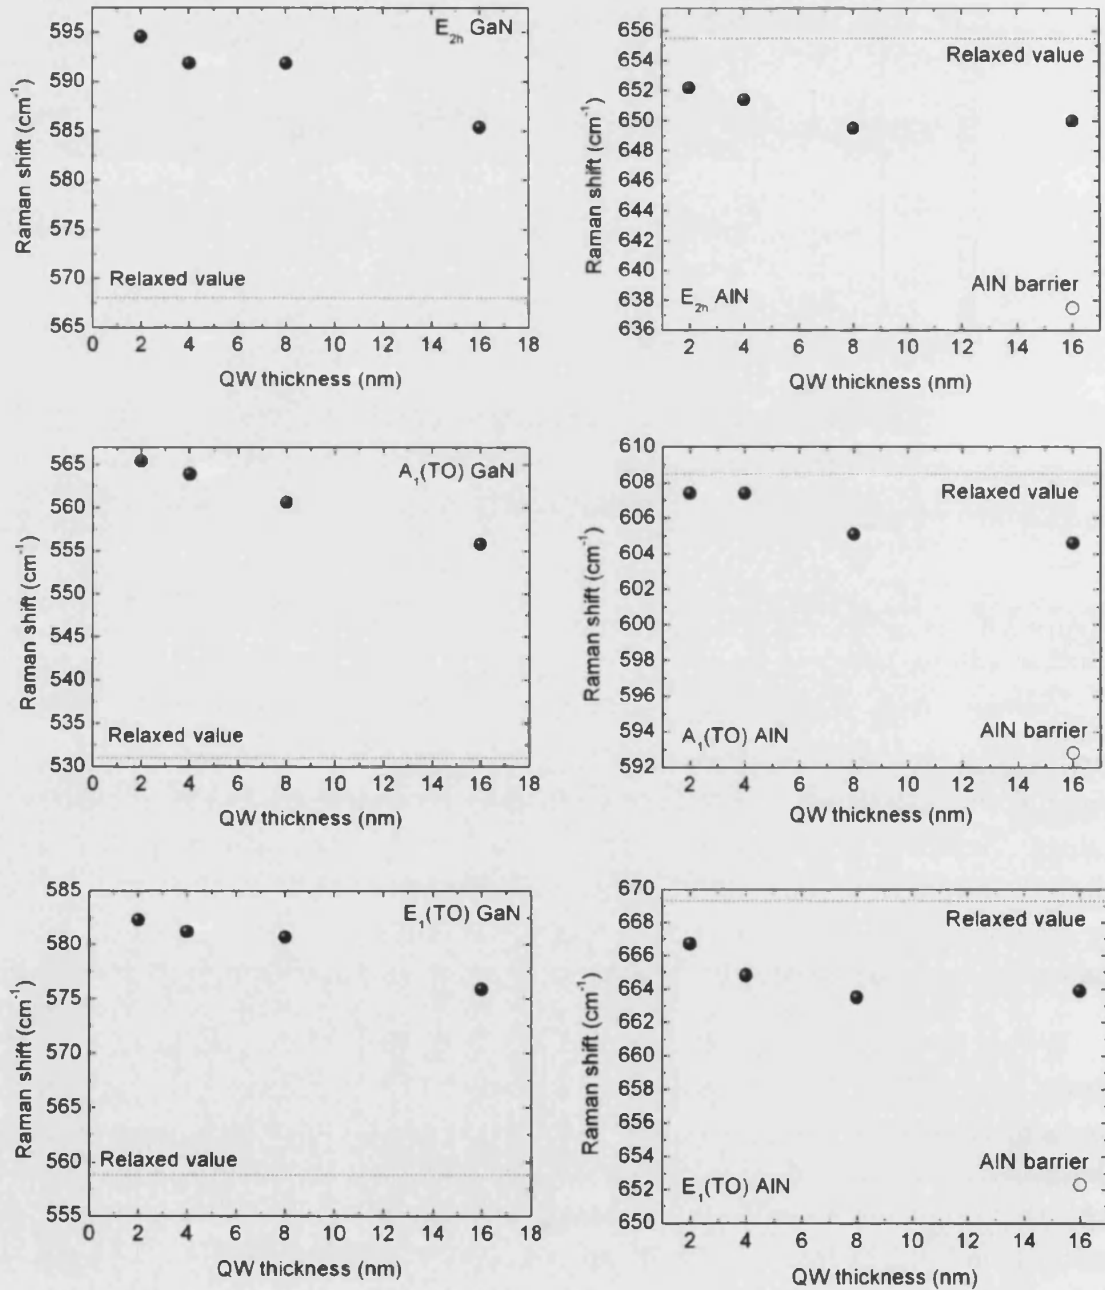 E2h GaN
Raman shift (cm-1)
595
590
585
580
575
570
565
Relaxed value
0 2 4 6 8 10 12 14 16 18
QW thickness (nm)
Raman shift (cm-1)
656
654
652
650
648
646
644
642
640
638
636
Relaxed value
AlN barrier
E2h AlN
2 4 6 8 10 12 14 16
QW thickness (nm)
A1(TO) GaN
Raman shift (cm-1)
565
560
555
550
545
540
535
530
Relaxed value
0 2 4 6 8 10 12 14 16 18
QW thickness (nm)
Raman shift (cm-1)
610
608
606
604
602
600
598
596
594
592
Relaxed value
AlN barrier
A1(TO) AlN
2 4 6 8 10 12 14 16
QW thickness (nm)
E1(TO) GaN
Raman shift (cm-1)
585
580
575
570
565
560
555
Relaxed value
0 2 4 6 8 10 12 14 16 18
QW thickness (nm)
Raman shift (cm-1)
670
668
666
664
662
660
658
656
654
652
650
Relaxed value
AlN barrier
E1(TO) AlN
2 4 6 8 10 12 14 16
QW thickness (nm)